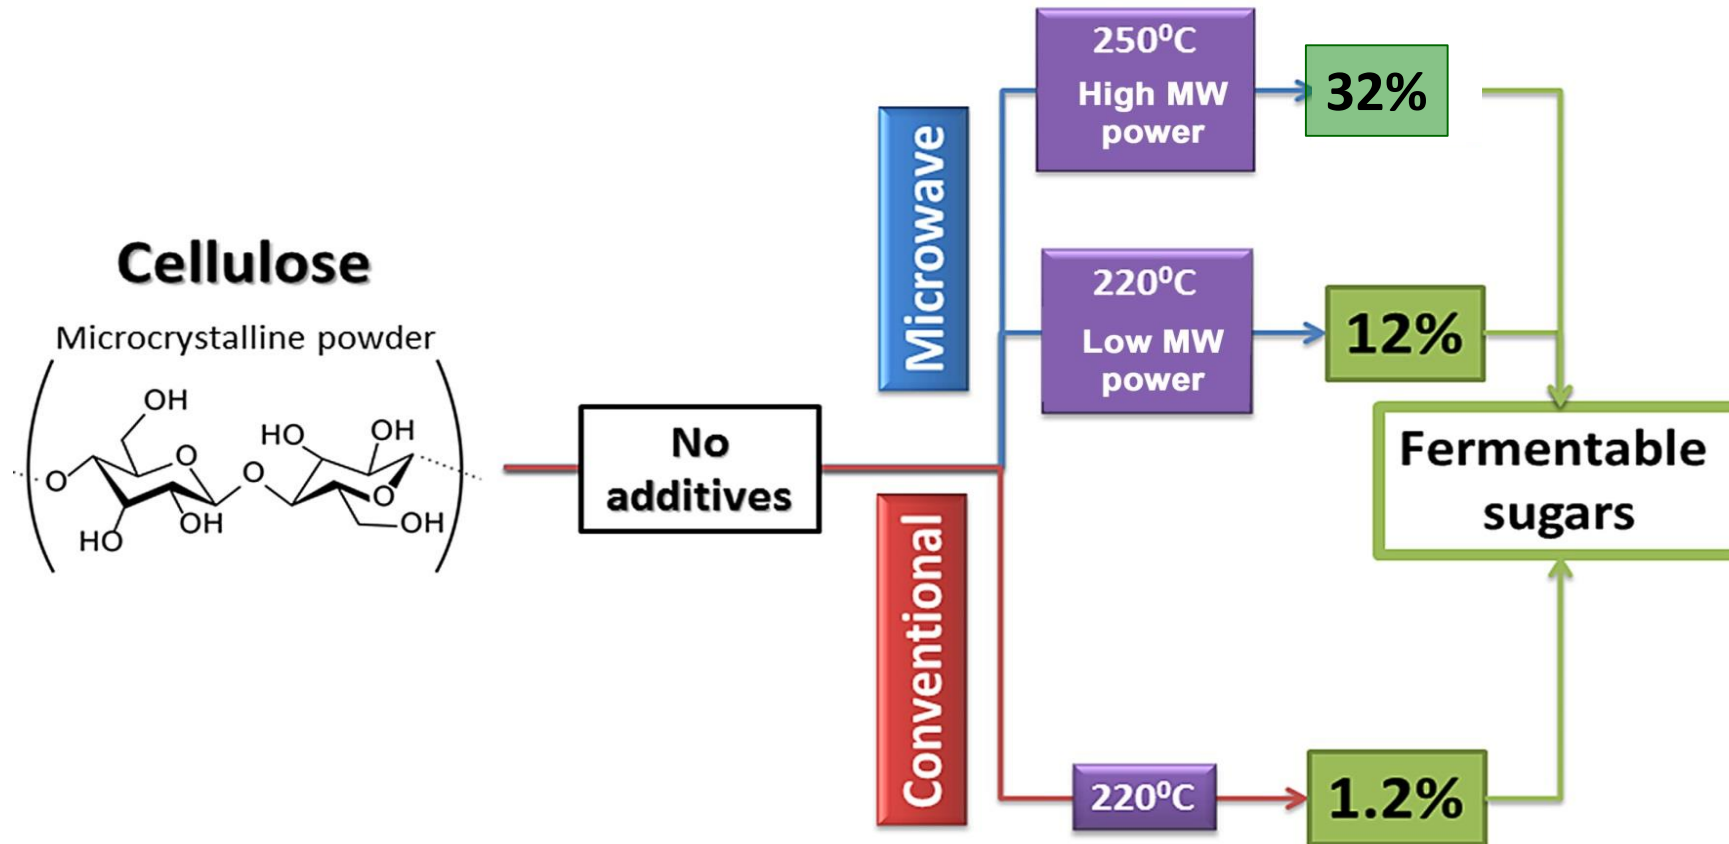 Cellulose
Microcrystalline powder
OH
O
HO
OH
O
HO
OH
O
O
OH
No
additives
Microwave
Conventional
250⁰C
High MW
power
32%
220⁰C
Low MW
power
12%
220⁰C
1.2%
Fermentable
sugars